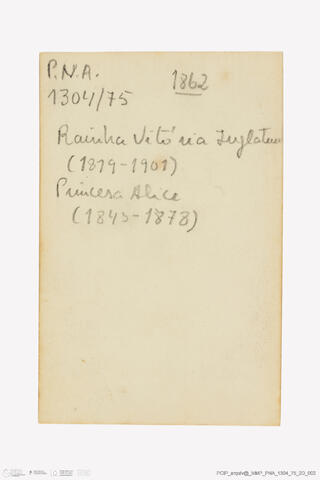 P.N.A.
1304/75
1862
Rainha Vitória Inglaterra
(1819-1901)
Princesa Alice
(1843-1878)